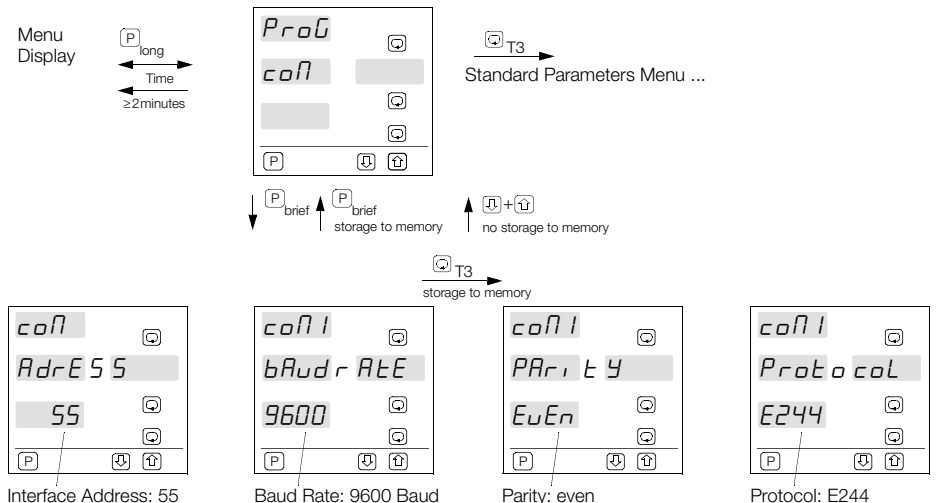 Menu
Display
P long
Time
≥2minutes
ProG
coM
P
T3
Standard Parameters Menu ...
P brief
P brief
storage to memory
+
no storage to memory
T3
storage to memory
coM
AdrESS
55
P
Interface Address: 55
coM1
bAudrAtE
9600
P
Baud Rate: 9600 Baud
coM1
PAritY
EvEn
P
Parity: even
coM1
ProtocoL
E244
P
Protocol: E244